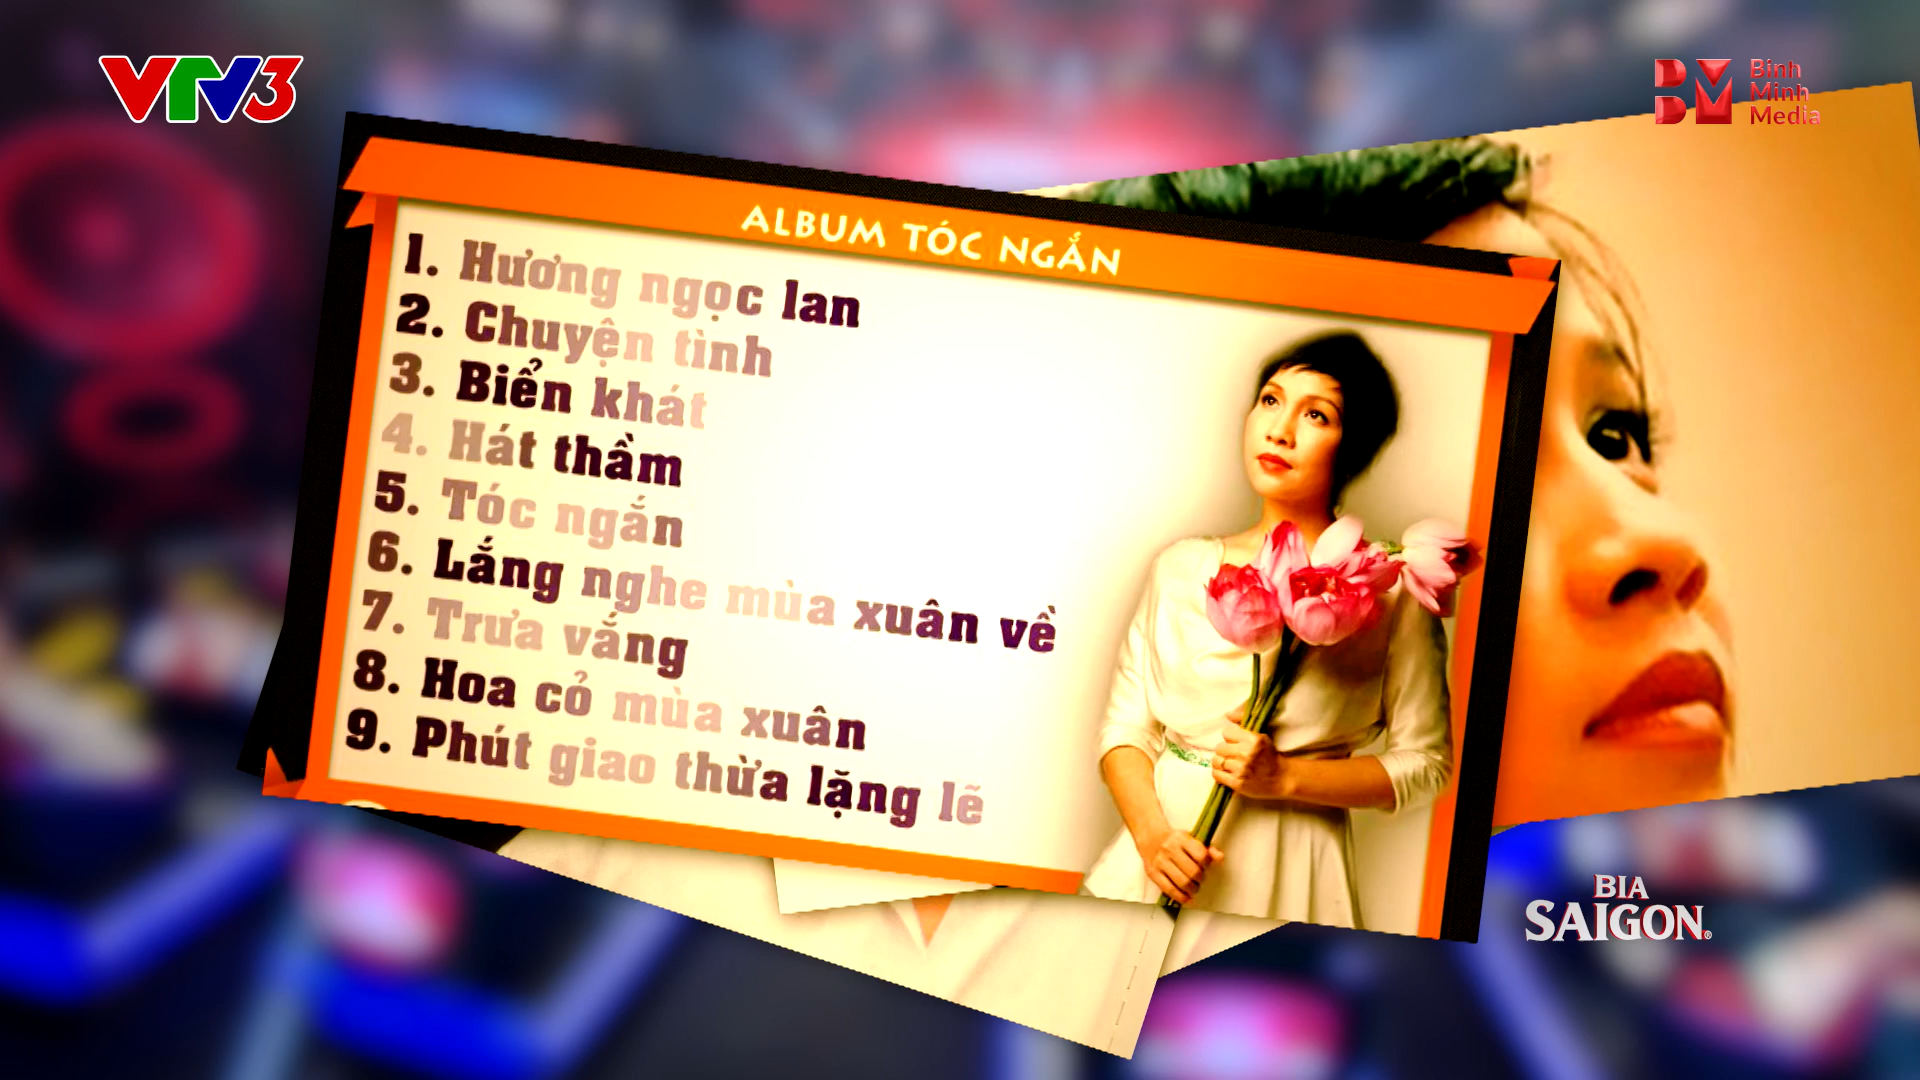 VTV3
Bình
Minh
Media
ALBUM TÓC NGẮN
1. Hương ngọc lan
2. Chuyện tình
3. Biển khát
4. Hát thầm
5. Tóc ngắn
6. Lắng nghe mùa xuân về
7. Trưa vắng
8. Hoa cỏ mùa xuân
9. Phút giao thừa lặng lẽ
BIA
SAIGON®